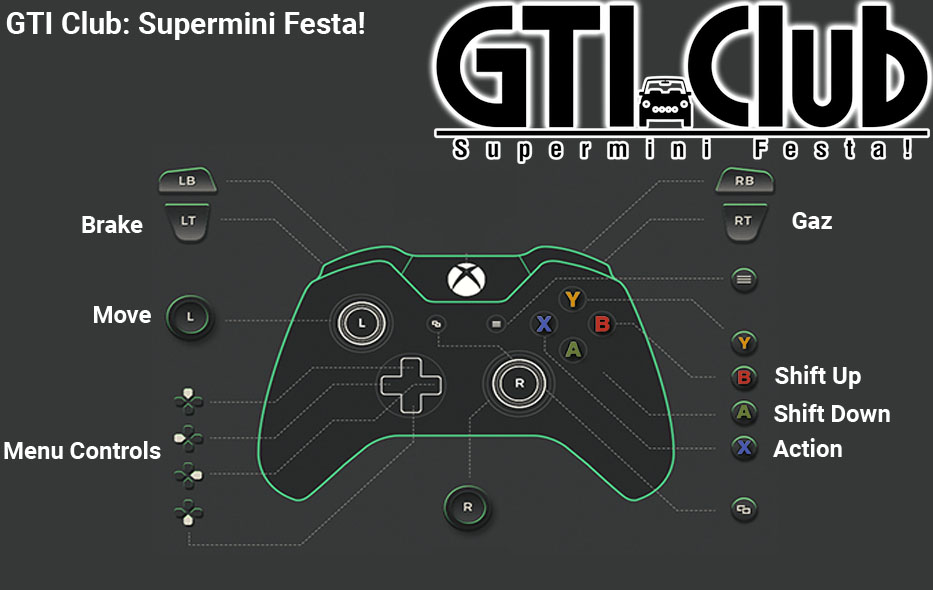 GTI Club: Supermini Festa!
GTI Club
Supermini Festa!
LB
RB
Brake
LT
RT
Gaz
Move
L
L
Y
X
B
A
Y
R
B
Shift Up
A
Shift Down
Menu Controls
X
Action
R